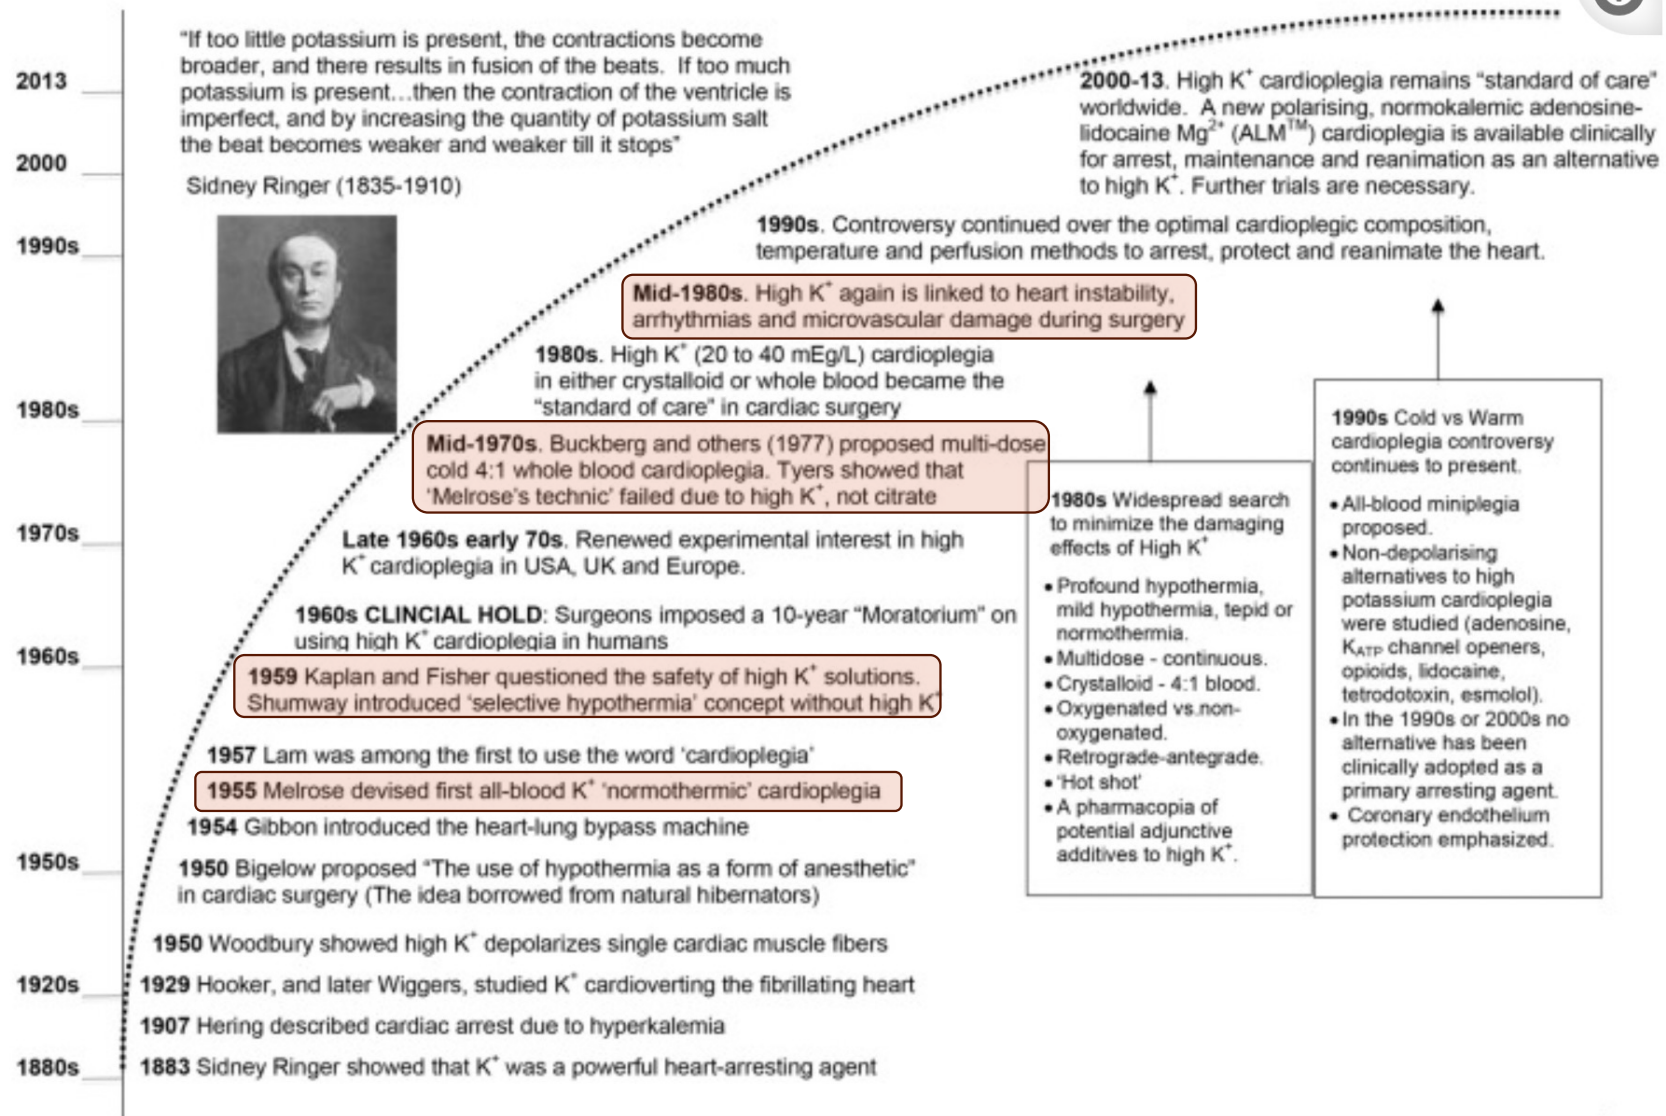 "If too little potassium is present, the contractions become
broader, and there results in fusion of the beats. If too much
potassium is present...then the contraction of the ventricle is
imperfect, and by increasing the quantity of potassium salt
the beat becomes weaker and weaker till it stops"
Sidney Ringer (1835-1910)
2013
2000
1990s
1980s
1970s
1960s
1950s
1920s
1880s
2000-13. High K⁺ cardioplegia remains "standard of care"
worldwide. A new polarising, normokalemic adenosine-
lidocaine Mg²⁺ (ALM™) cardioplegia is available clinically
for arrest, maintenance and reanimation as an alternative
to high K⁺. Further trials are necessary.
1990s. Controversy continued over the optimal cardioplegic composition,
temperature and perfusion methods to arrest, protect and reanimate the heart.
Mid-1980s. High K⁺ again is linked to heart instability,
arrhythmias and microvascular damage during surgery
1980s. High K⁺ (20 to 40 mEg/L) cardioplegia
in either crystalloid or whole blood became the
"standard of care" in cardiac surgery
Mid-1970s. Buckberg and others (1977) proposed multi-dose
cold 4:1 whole blood cardioplegia. Tyers showed that
'Melrose's technic' failed due to high K⁺, not citrate
Late 1960s early 70s. Renewed experimental interest in high
K⁺ cardioplegia in USA, UK and Europe.
1960s CLINCIAL HOLD: Surgeons imposed a 10-year "Moratorium" on
using high K⁺ cardioplegia in humans
1959 Kaplan and Fisher questioned the safety of high K⁺ solutions.
Shumway introduced 'selective hypothermia' concept without high K⁺
1957 Lam was among the first to use the word 'cardioplegia'
1955 Melrose devised first all-blood K⁺ 'normothermic' cardioplegia
1954 Gibbon introduced the heart-lung bypass machine
1950 Bigelow proposed "The use of hypothermia as a form of anesthetic"
in cardiac surgery (The idea borrowed from natural hibernators)
1950 Woodbury showed high K⁺ depolarizes single cardiac muscle fibers
1929 Hooker, and later Wiggers, studied K⁺ cardioverting the fibrillating heart
1907 Hering described cardiac arrest due to hyperkalemia
1883 Sidney Ringer showed that K⁺ was a powerful heart-arresting agent
1980s Widespread search
to minimize the damaging
effects of High K⁺
• Profound hypothermia,
mild hypothermia, tepid or
normothermia.
• Multidose - continuous.
• Crystalloid - 4:1 blood.
• Oxygenated vs.non-
oxygenated.
• Retrograde-antegrade.
• 'Hot shot'
• A pharmacopia of
potential adjunctive
additives to high K⁺.
1990s Cold vs Warm
cardioplegia controversy
continues to present.
• All-blood miniplegia
proposed.
• Non-depolarising
alternatives to high
potassium cardioplegia
were studied (adenosine,
KATP channel openers,
opioids, lidocaine,
tetrodotoxin, esmolol).
• In the 1990s or 2000s no
alternative has been
clinically adopted as a
primary arresting agent.
• Coronary endothelium
protection emphasized.